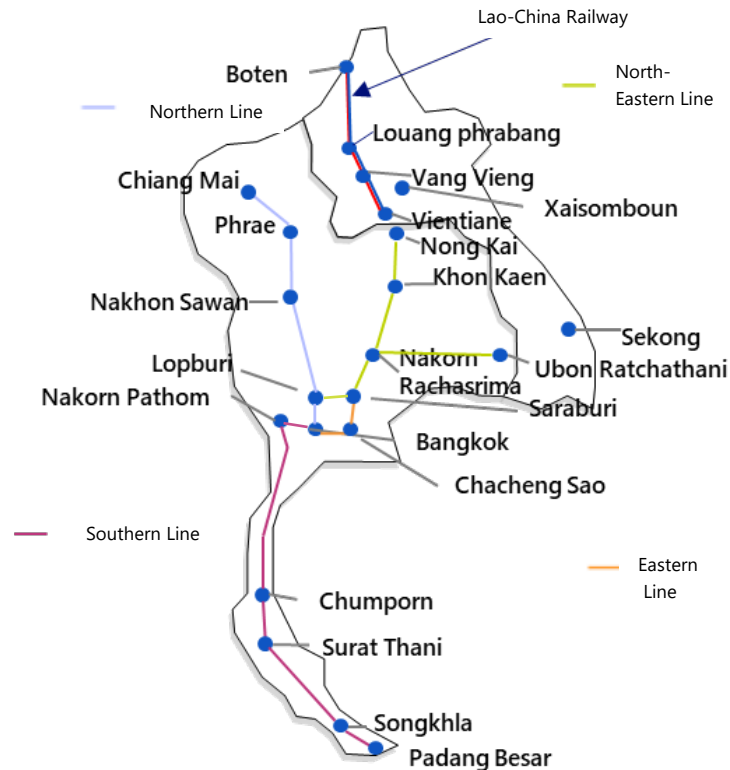 Lao-China Railway
Boten
North-
Eastern Line
Northern Line
Louang phrabang
Chiang Mai
Vang Vieng
Xaisomboun
Phrae
Vientiane
Nong Kai
Khon Kaen
Nakhon Sawan
Sekong
Lopburi
Nakorn
Rachasrima
Ubon Ratchathani
Nakorn Pathom
Saraburi
Bangkok
Chacheng Sao
Southern Line
Eastern
Line
Chumporn
Surat Thani
Songkhla
Padang Besar